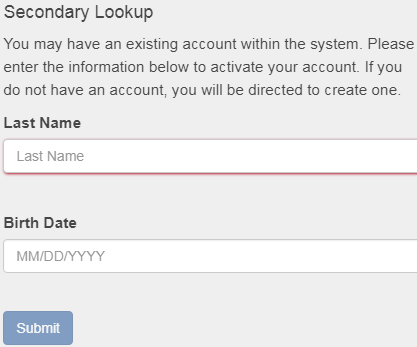 Secondary Lookup
You may have an existing account within the system. Please
enter the information below to activate your account. If you
do not have an account, you will be directed to create one.
Last Name
Last Name
Birth Date
MM/DD/YYYY
Submit